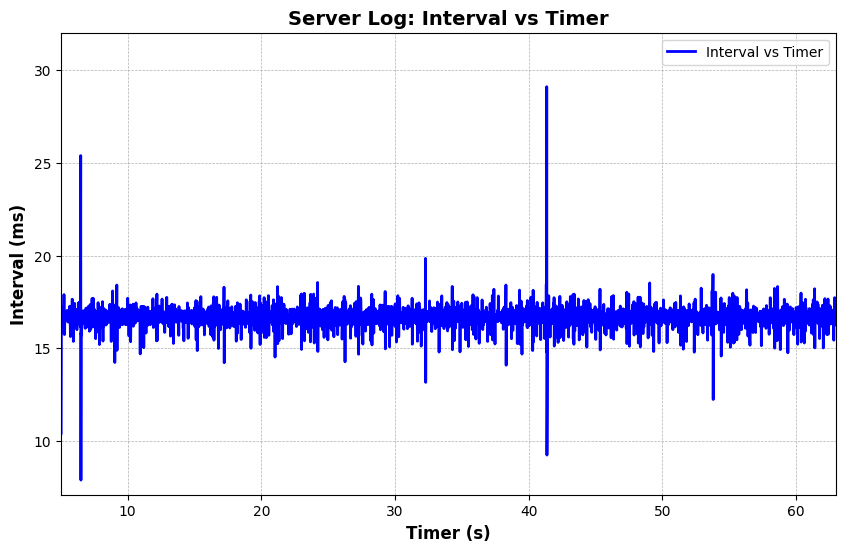 Server Log: Interval vs Timer
Interval vs Timer
30
25
20
15
10
Interval (ms)
10 20 30 40 50 60
Timer (s)